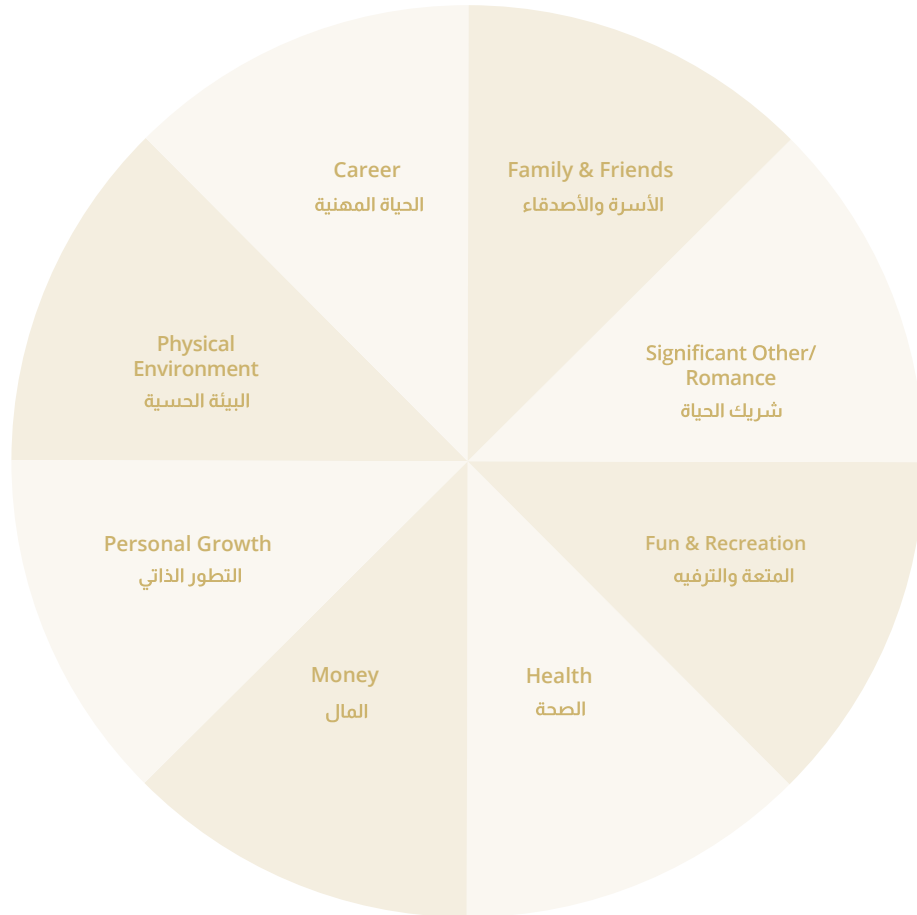 Career
الحياة المهنية
Family & Friends
الأسرة والأصدقاء
Physical
Environment
البيئة الحسية
Significant Other/
Romance
شريك الحياة
Personal Growth
التطور الذاتي
Fun & Recreation
المتعة والترفيه
Money
المال
Health
الصحة